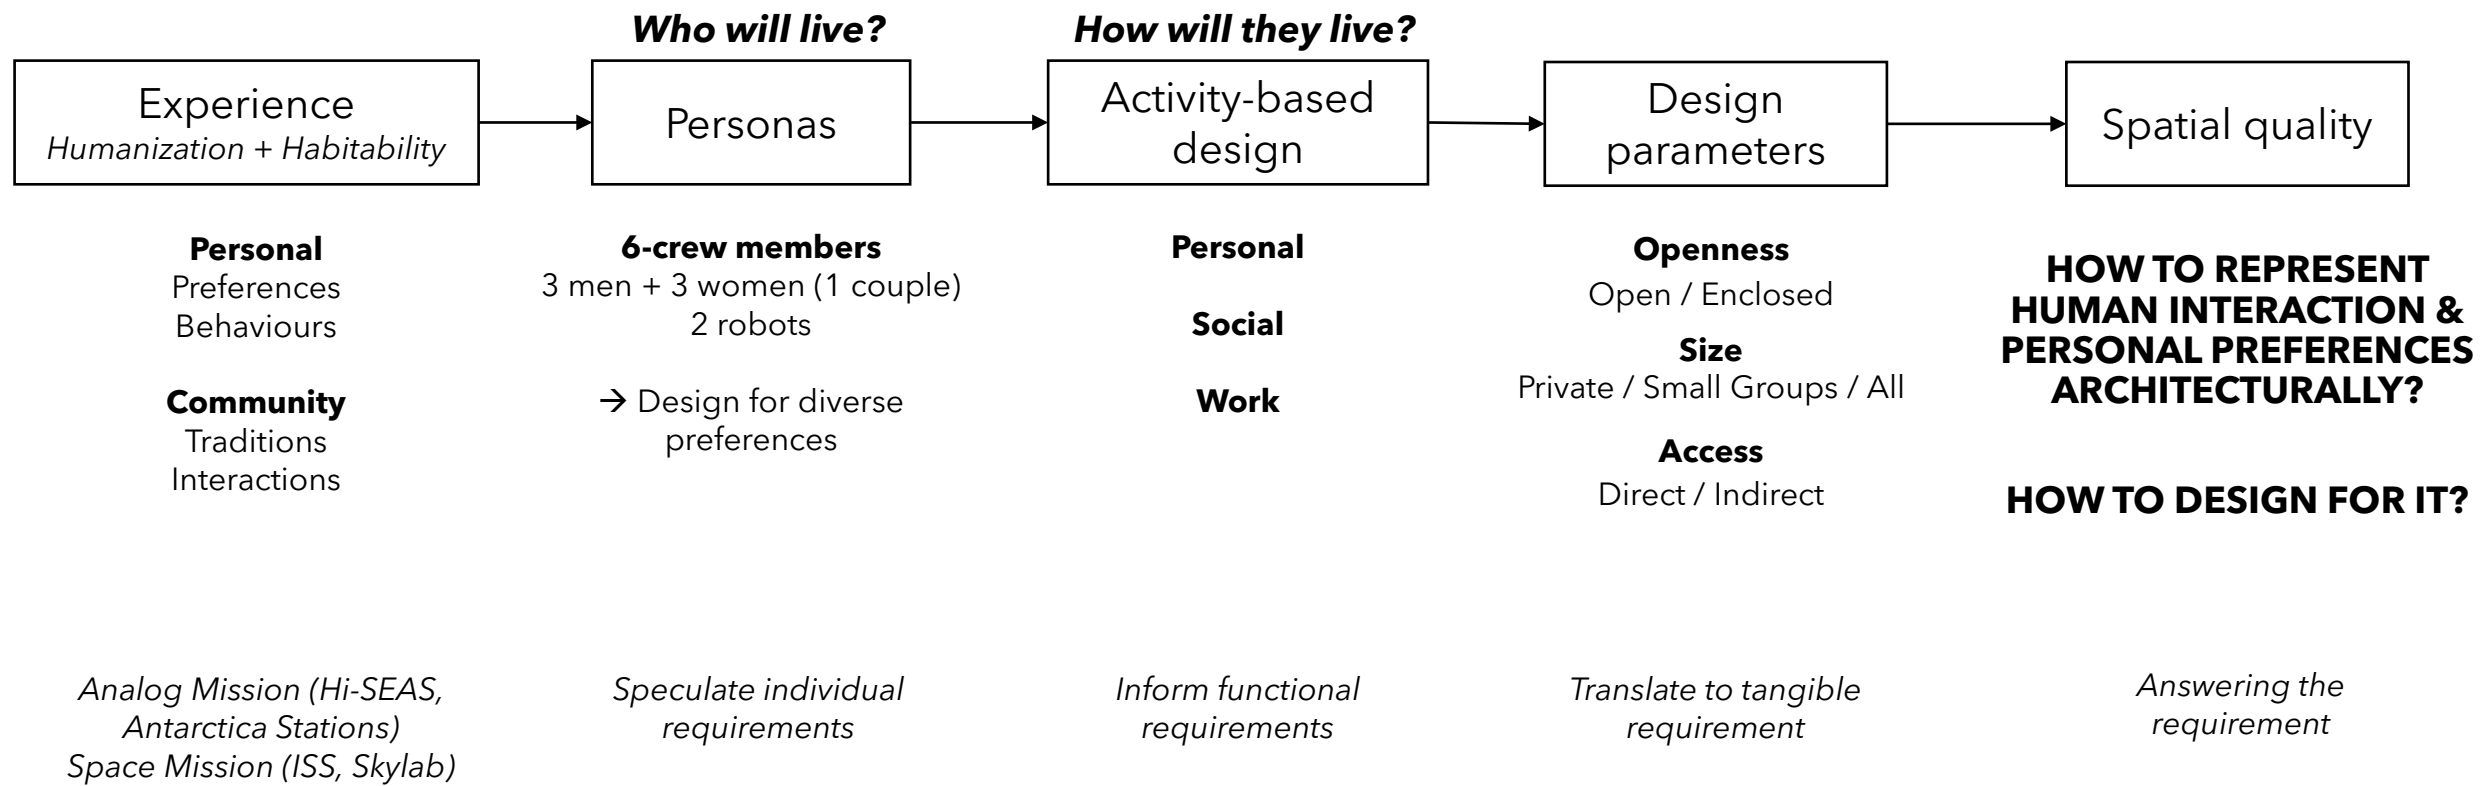 Who will live?
How will they live?
Experience
Humanization + Habitability
Personas
Activity-based
design
Design
parameters
Spatial quality
Personal
Preferences
Behaviours
Community
Traditions
Interactions
6-crew members
3 men + 3 women (1 couple)
2 robots
→ Design for diverse
preferences
Personal
Social
Work
Openness
Open / Enclosed
Size
Private / Small Groups / All
Access
Direct / Indirect
HOW TO REPRESENT
HUMAN INTERACTION &
PERSONAL PREFERENCES
ARCHITECTURALLY?
HOW TO DESIGN FOR IT?
Analog Mission (Hi-SEAS,
Antarctica Stations)
Space Mission (ISS, Skylab)
Speculate individual
requirements
Inform functional
requirements
Translate to tangible
requirement
Answering the
requirement